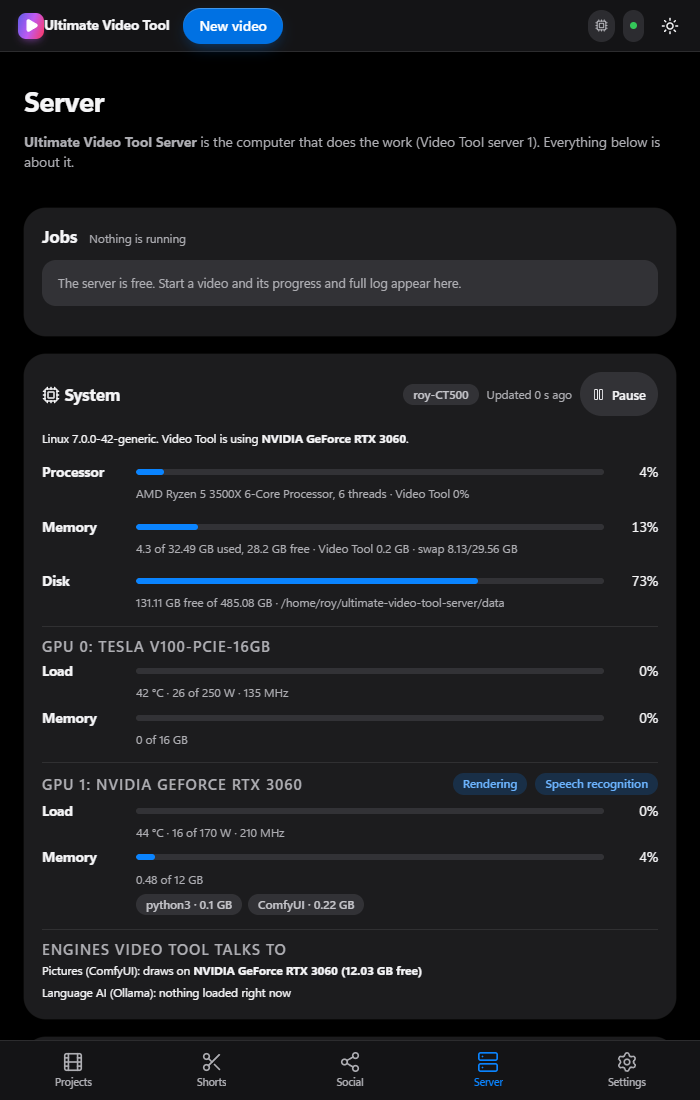 Ultimate Video Tool
New video
Server
Ultimate Video Tool Server is the computer that does the work (Video Tool server 1). Everything below is
about it.
Jobs Nothing is running
The server is free. Start a video and its progress and full log appear here.
System
roy-CT500
Updated 0 s ago
Pause
Linux 7.0.0-42-generic. Video Tool is using NVIDIA GeForce RTX 3060.
Processor 4%
AMD Ryzen 5 3500X 6-Core Processor, 6 threads · Video Tool 0%
Memory 13%
4.3 of 32.49 GB used, 28.2 GB free · Video Tool 0.2 GB · swap 8.13/29.56 GB
Disk 73%
131.11 GB free of 485.08 GB · /home/roy/ultimate-video-tool-server/data
GPU 0: TESLA V100-PCIE-16GB
Load 0%
42 °C · 26 of 250 W · 135 MHz
Memory 0%
0 of 16 GB
GPU 1: NVIDIA GEFORCE RTX 3060
Rendering
Speech recognition
Load 0%
44 °C · 16 of 170 W · 210 MHz
Memory 4%
0.48 of 12 GB
python3 · 0.1 GB
ComfyUI · 0.22 GB
ENGINES VIDEO TOOL TALKS TO
Pictures (ComfyUI): draws on NVIDIA GeForce RTX 3060 (12.03 GB free)
Language AI (Ollama): nothing loaded right now
Projects
Shorts
Social
Server
Settings